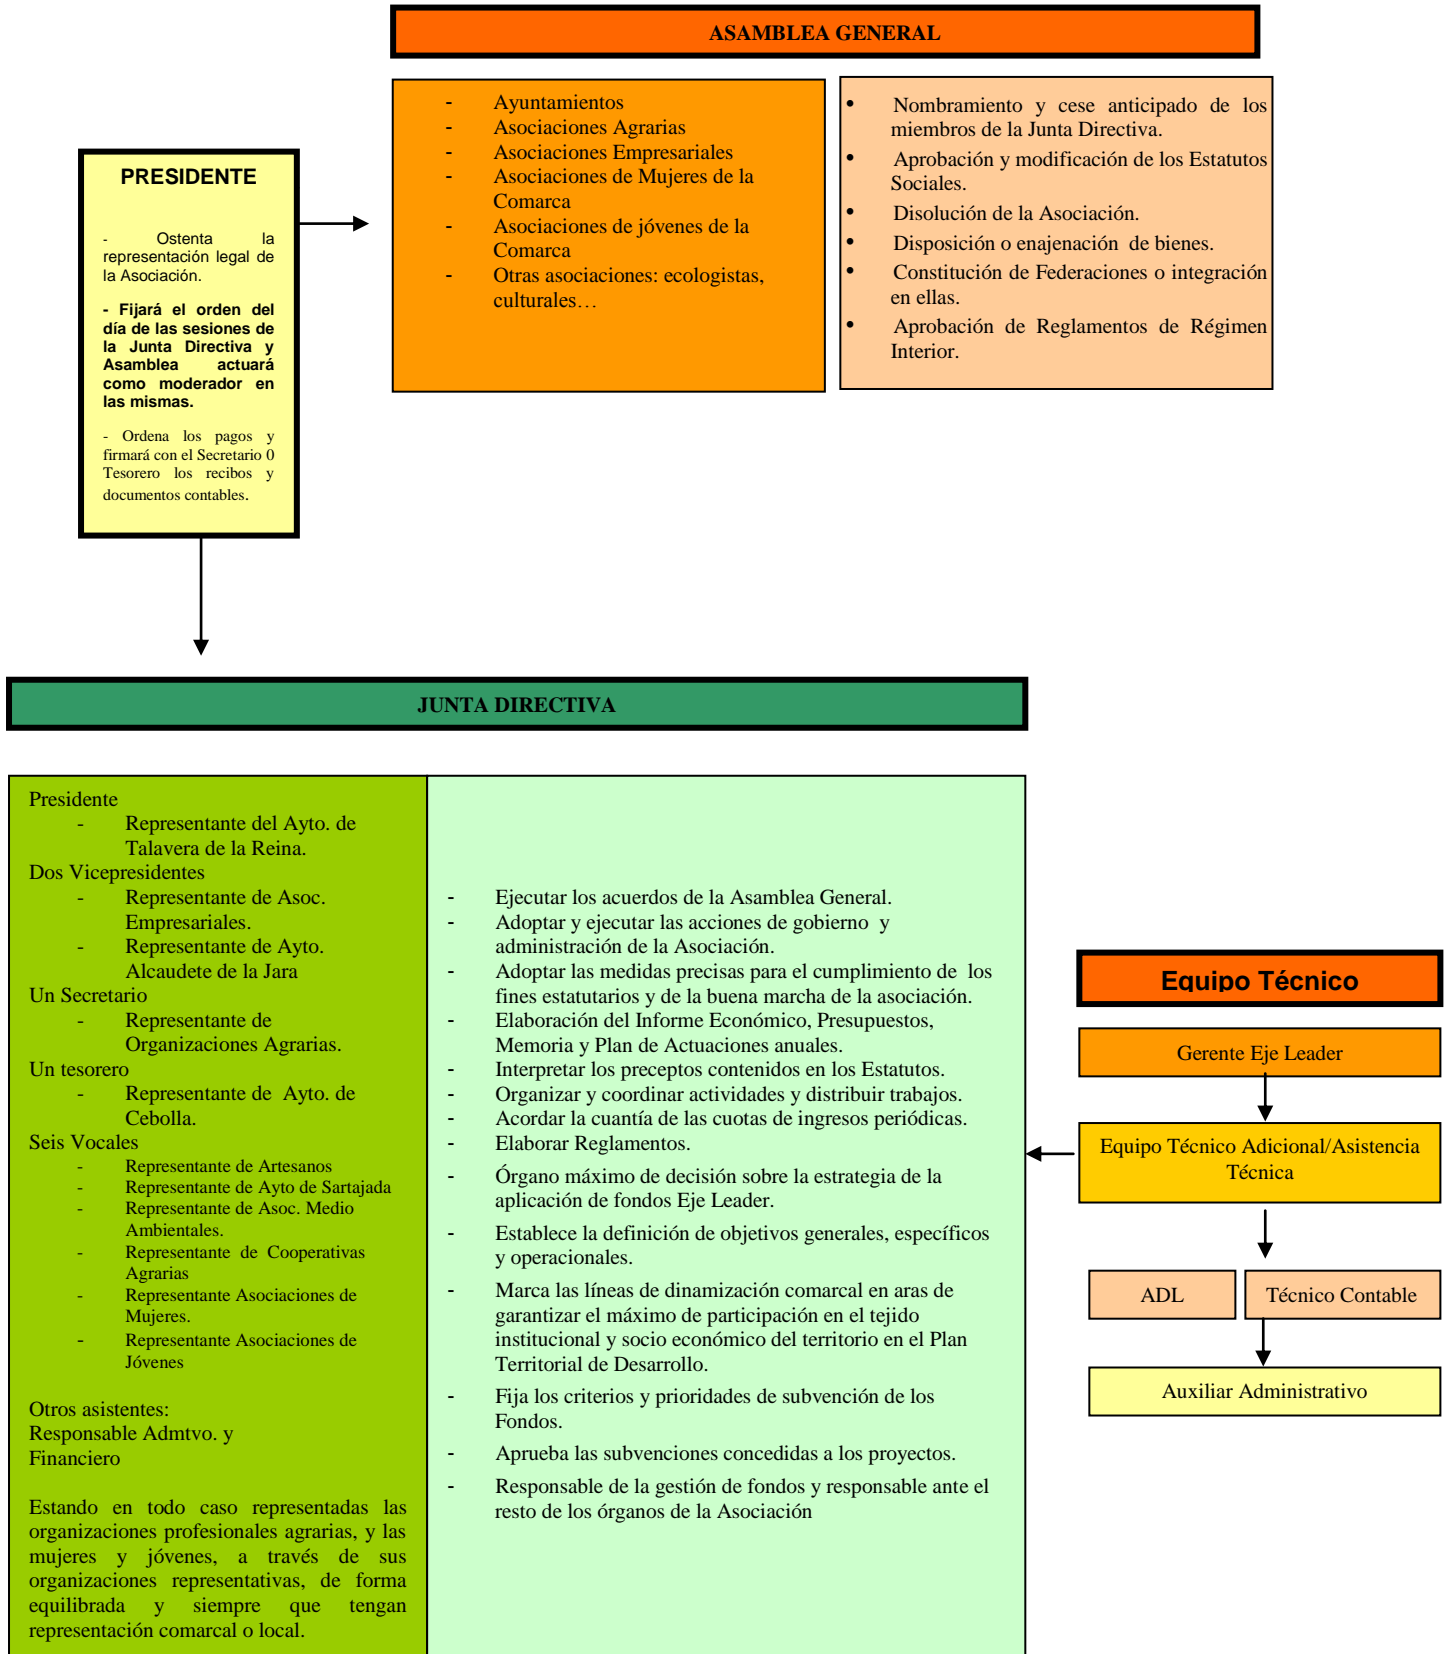 ASAMBLEA GENERAL
- Ayuntamientos
- Asociaciones Agrarias
- Asociaciones Empresariales
- Asociaciones de Mujeres de la
Comarca
- Asociaciones de jóvenes de la
Comarca
- Otras asociaciones: ecologistas,
culturales…
• Nombramiento y cese anticipado de los
miembros de la Junta Directiva.
• Aprobación y modificación de los Estatutos
Sociales.
• Disolución de la Asociación.
• Disposición o enajenación de bienes.
• Constitución de Federaciones o integración
en ellas.
• Aprobación de Reglamentos de Régimen
Interior.
PRESIDENTE
- Ostenta la
representación legal de
la Asociación.
- Fijará el orden del
día de las sesiones de
la Junta Directiva y
Asamblea actuará
como moderador en
las mismas.
- Ordena los pagos y
firmará con el Secretario 0
Tesorero los recibos y
documentos contables.
JUNTA DIRECTIVA
Presidente
- Representante del Ayto. de
Talavera de la Reina.
Dos Vicepresidentes
- Representante de Asoc.
Empresariales.
- Representante de Ayto.
Alcaudete de la Jara
Un Secretario
- Representante de
Organizaciones Agrarias.
Un tesorero
- Representante de Ayto. de
Cebolla.
Seis Vocales
- Representante de Artesanos
- Representante de Ayto de Sartajada
- Representante de Asoc. Medio
Ambientales.
- Representante de Cooperativas
Agrarias
- Representante Asociaciones de
Mujeres.
- Representante Asociaciones de
Jóvenes
Otros asistentes:
Responsable Admtvo. y
Financiero
Estando en todo caso representadas las
organizaciones profesionales agrarias, y las
mujeres y jóvenes, a través de sus
organizaciones representativas, de forma
equilibrada y siempre que tengan
representación comarcal o local.
- Ejecutar los acuerdos de la Asamblea General.
- Adoptar y ejecutar las acciones de gobierno y
administración de la Asociación.
- Adoptar las medidas precisas para el cumplimiento de los
fines estatutarios y de la buena marcha de la asociación.
- Elaboración del Informe Económico, Presupuestos,
Memoria y Plan de Actuaciones anuales.
- Interpretar los preceptos contenidos en los Estatutos.
- Organizar y coordinar actividades y distribuir trabajos.
- Acordar la cuantía de las cuotas de ingresos periódicas.
- Elaborar Reglamentos.
- Órgano máximo de decisión sobre la estrategia de la
aplicación de fondos Eje Leader.
- Establece la definición de objetivos generales, específicos
y operacionales.
- Marca las líneas de dinamización comarcal en aras de
garantizar el máximo de participación en el tejido
institucional y socio económico del territorio en el Plan
Territorial de Desarrollo.
- Fija los criterios y prioridades de subvención de los
Fondos.
- Aprueba las subvenciones concedidas a los proyectos.
- Responsable de la gestión de fondos y responsable ante el
resto de los órganos de la Asociación
Equipo Técnico
Gerente Eje Leader
Equipo Técnico Adicional/Asistencia
Técnica
ADL
Técnico Contable
Auxiliar Administrativo